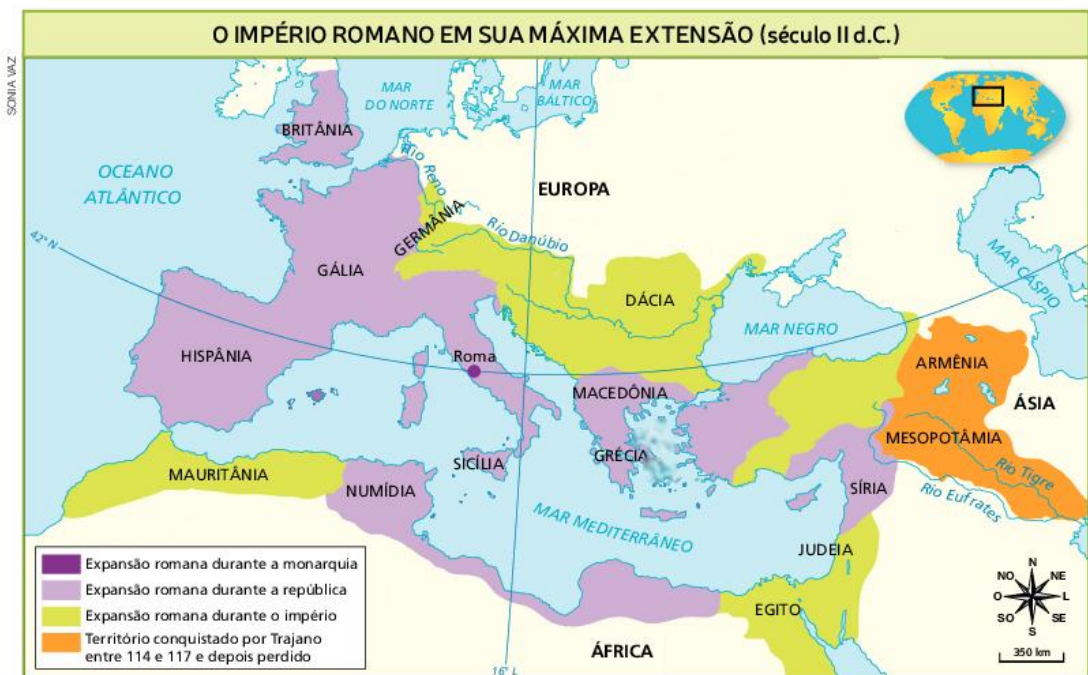 O IMPÉRIO ROMANO EM SUA MÁXIMA EXTENSÃO (século II d.C.)
SONIA VAZ
MAR
DO NORTE
MAR
BÁLTICO
BRITÂNIA
OCEANO
ATLÂNTICO
Rio Reno
EUROPA
GERMÂNIA
Rio Danúbio
42° N
GÁLIA
DÁCIA
MAR CÁSPIO
MAR NEGRO
HISPÂNIA
Roma
ARMÊNIA
MACEDÔNIA
ÁSIA
MESOPOTÂMIA
GRÉCIA
SICÍLIA
MAURITÂNIA
NUMÍDIA
SÍRIA
Rio Tigre
Rio Eufrates
MAR MEDITERRÂNEO
JUDEIA
EGITO
ÁFRICA
16° L
Expansão romana durante a monarquia
Expansão romana durante a república
Expansão romana durante o império
Território conquistado por Trajano
entre 114 e 117 e depois perdido
N
NO NE
O L
SO SE
S
350 km